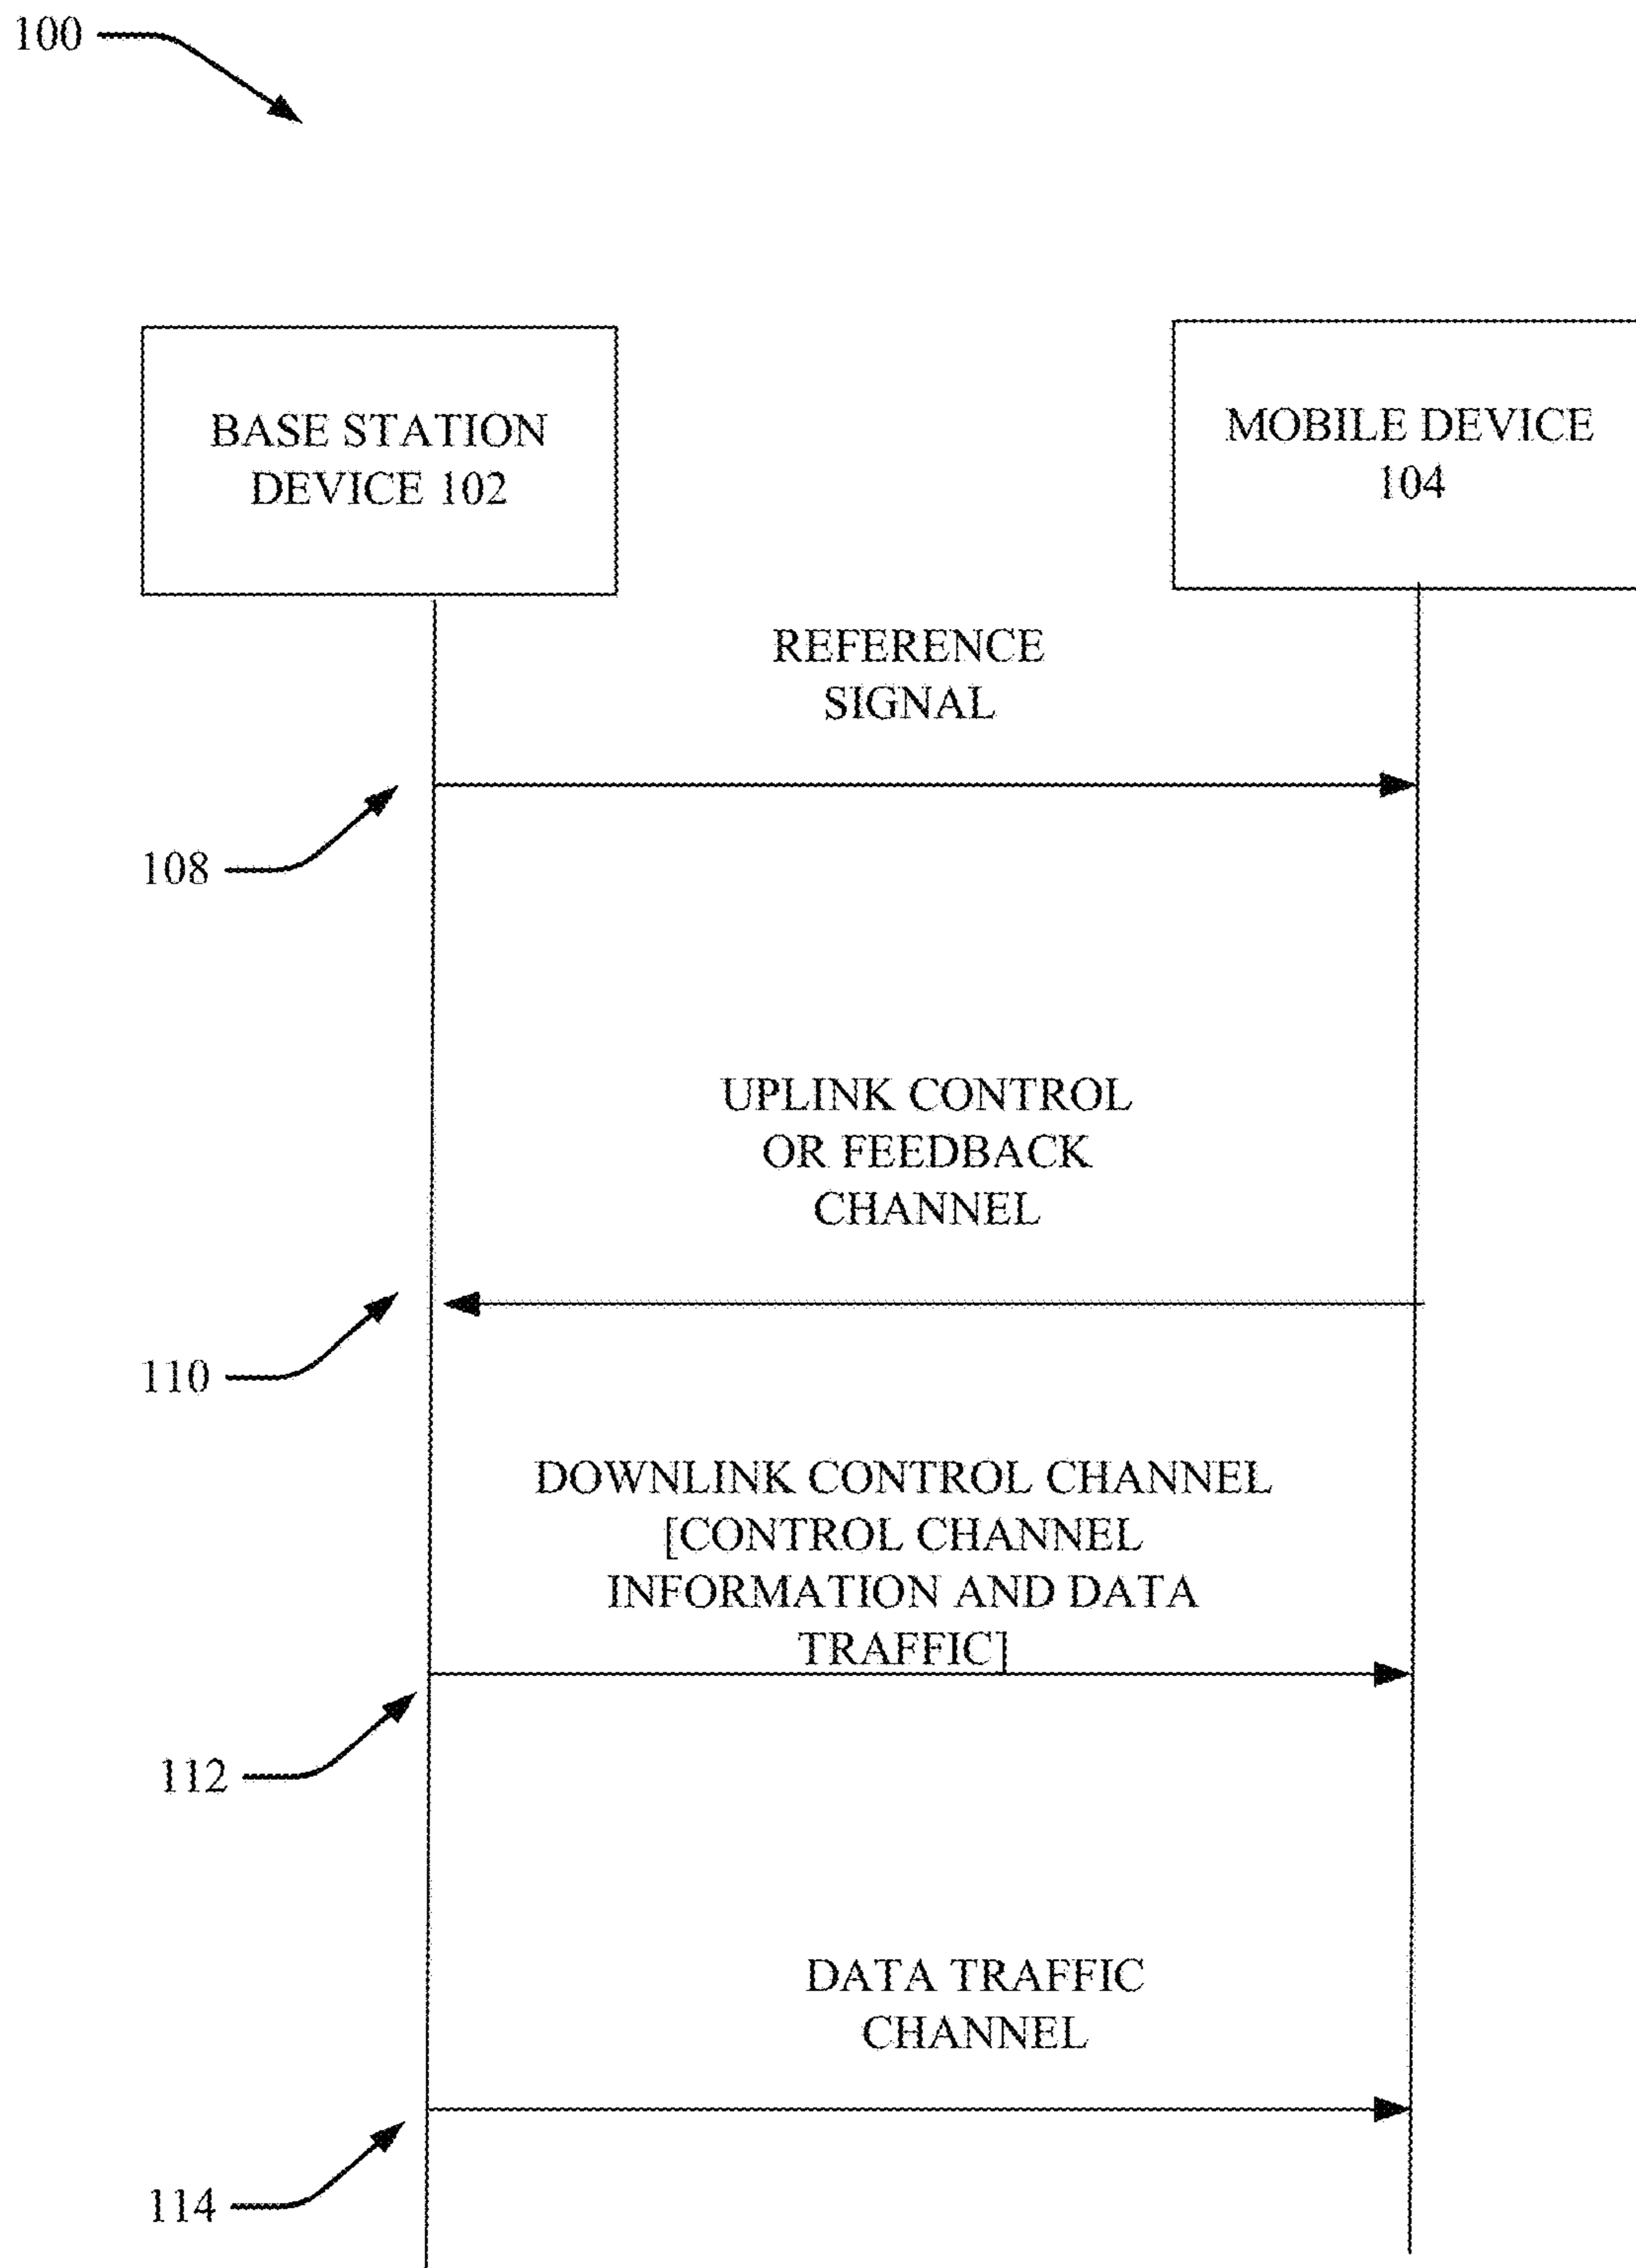 100
BASE STATION
DEVICE 102
MOBILE DEVICE
104
REFERENCE
SIGNAL
108
UPLINK CONTROL
OR FEEDBACK
CHANNEL
110
DOWNLINK CONTROL CHANNEL
[CONTROL CHANNEL
INFORMATION AND DATA
TRAFFIC]
112
DATA TRAFFIC
CHANNEL
114